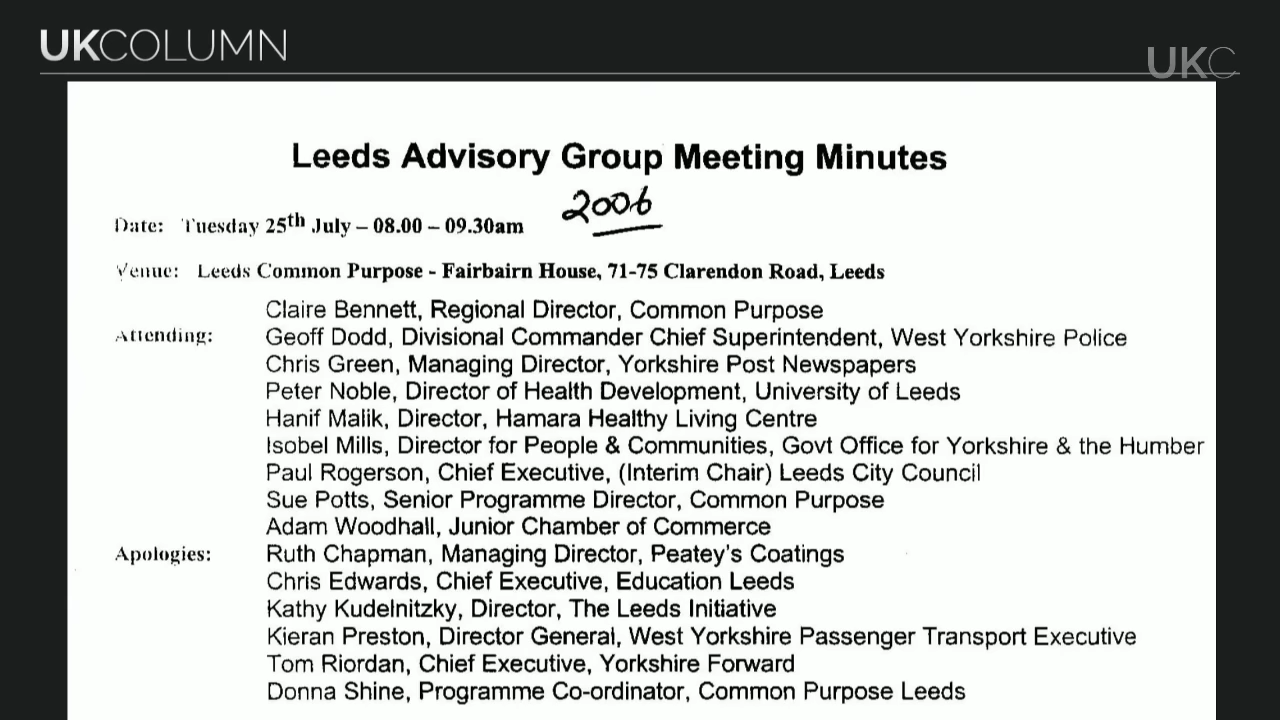 UKCOLUMN
UKC
Leeds Advisory Group Meeting Minutes
2006
Date: Tuesday 25th July – 08.00 – 09.30am
Venue: Leeds Common Purpose - Fairbairn House, 71-75 Clarendon Road, Leeds
Claire Bennett, Regional Director, Common Purpose
Attending: Geoff Dodd, Divisional Commander Chief Superintendent, West Yorkshire Police
Chris Green, Managing Director, Yorkshire Post Newspapers
Peter Noble, Director of Health Development, University of Leeds
Hanif Malik, Director, Hamara Healthy Living Centre
Isobel Mills, Director for People & Communities, Govt Office for Yorkshire & the Humber
Paul Rogerson, Chief Executive, (Interim Chair) Leeds City Council
Sue Potts, Senior Programme Director, Common Purpose
Adam Woodhall, Junior Chamber of Commerce
Apologies: Ruth Chapman, Managing Director, Peatey's Coatings
Chris Edwards, Chief Executive, Education Leeds
Kathy Kudelnitzky, Director, The Leeds Initiative
Kieran Preston, Director General, West Yorkshire Passenger Transport Executive
Tom Riordan, Chief Executive, Yorkshire Forward
Donna Shine, Programme Co-ordinator, Common Purpose Leeds